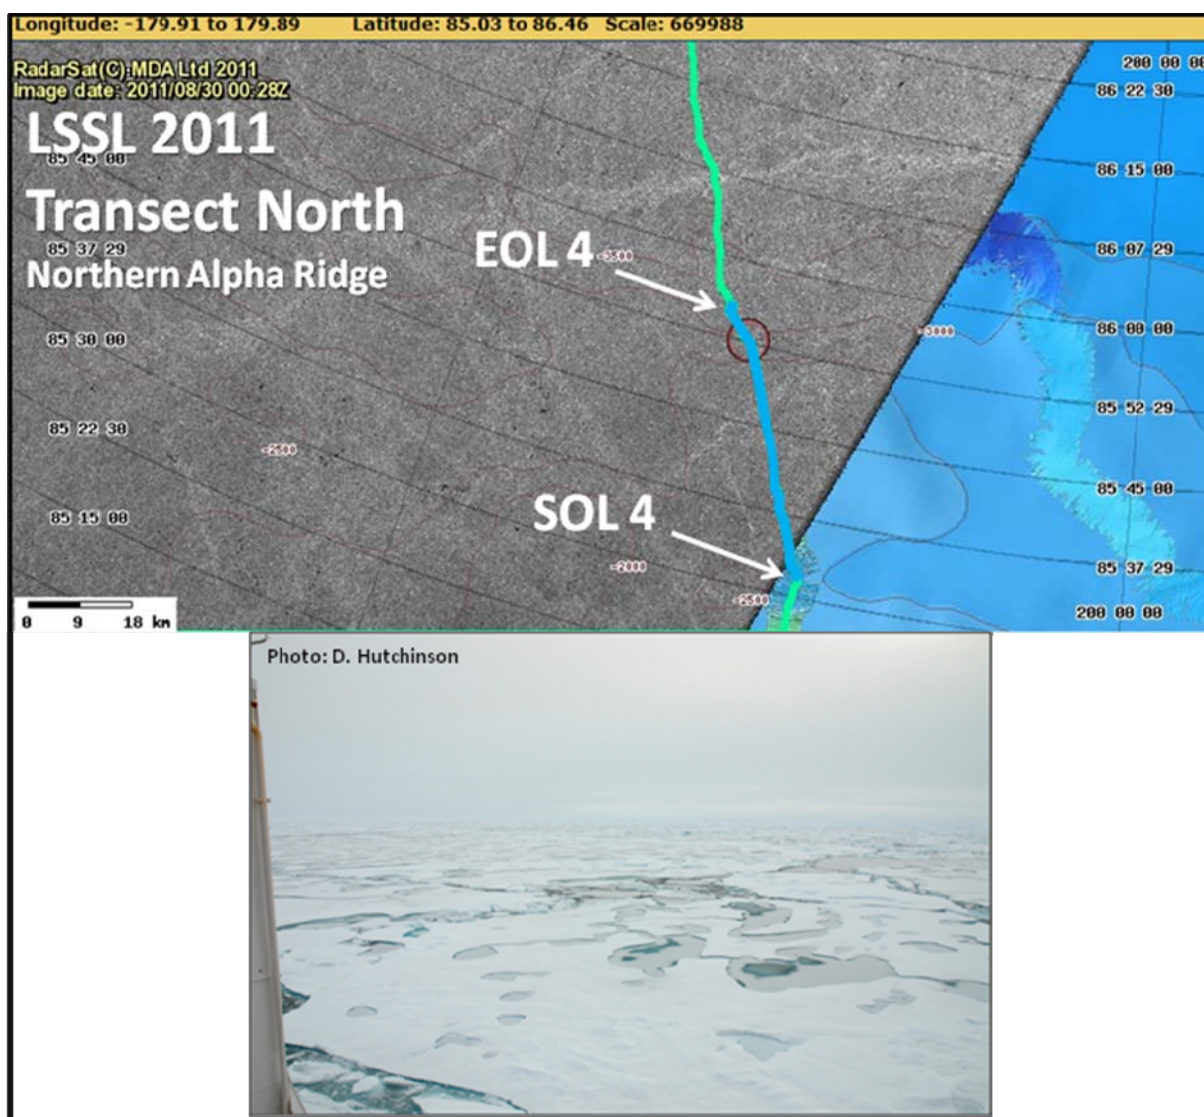 Longitude: -179.91 to 179.89 Latitude: 85.03 to 86.46 Scale: 669988
RadarSat(C):MDA Ltd 2011
Image date: 2011/08/30 00:28Z
LSSL 2011
85 45 00
Transect North
85 37 29
Northern Alpha Ridge
EOL 4
-3500
200 00 00
86 22 30
86 15 00
86 07 29
86 00 00
-3000
85 30 00
85 52 29
85 22 30
-2500
85 45 00
SOL 4
85 15 00
-2000
85 37 29
-2500
200 00 00
0 9 18 km
Photo: D. Hutchinson